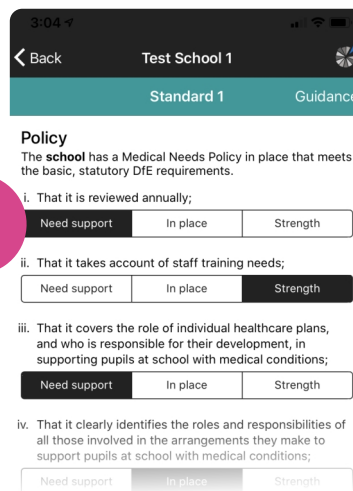 3:04
Back Test School 1
Standard 1 Guidance
Policy
The school has a Medical Needs Policy in place that meets
the basic, statutory DfE requirements.
i. That it is reviewed annually;
Need support In place Strength
ii. That it takes account of staff training needs;
Need support In place Strength
iii. That it covers the role of individual healthcare plans,
and who is responsible for their development, in
supporting pupils at school with medical conditions;
Need support In place Strength
iv. That it clearly identifies the roles and responsibilities of
all those involved in the arrangements they make to
support pupils at school with medical conditions;
Need support In place Strength